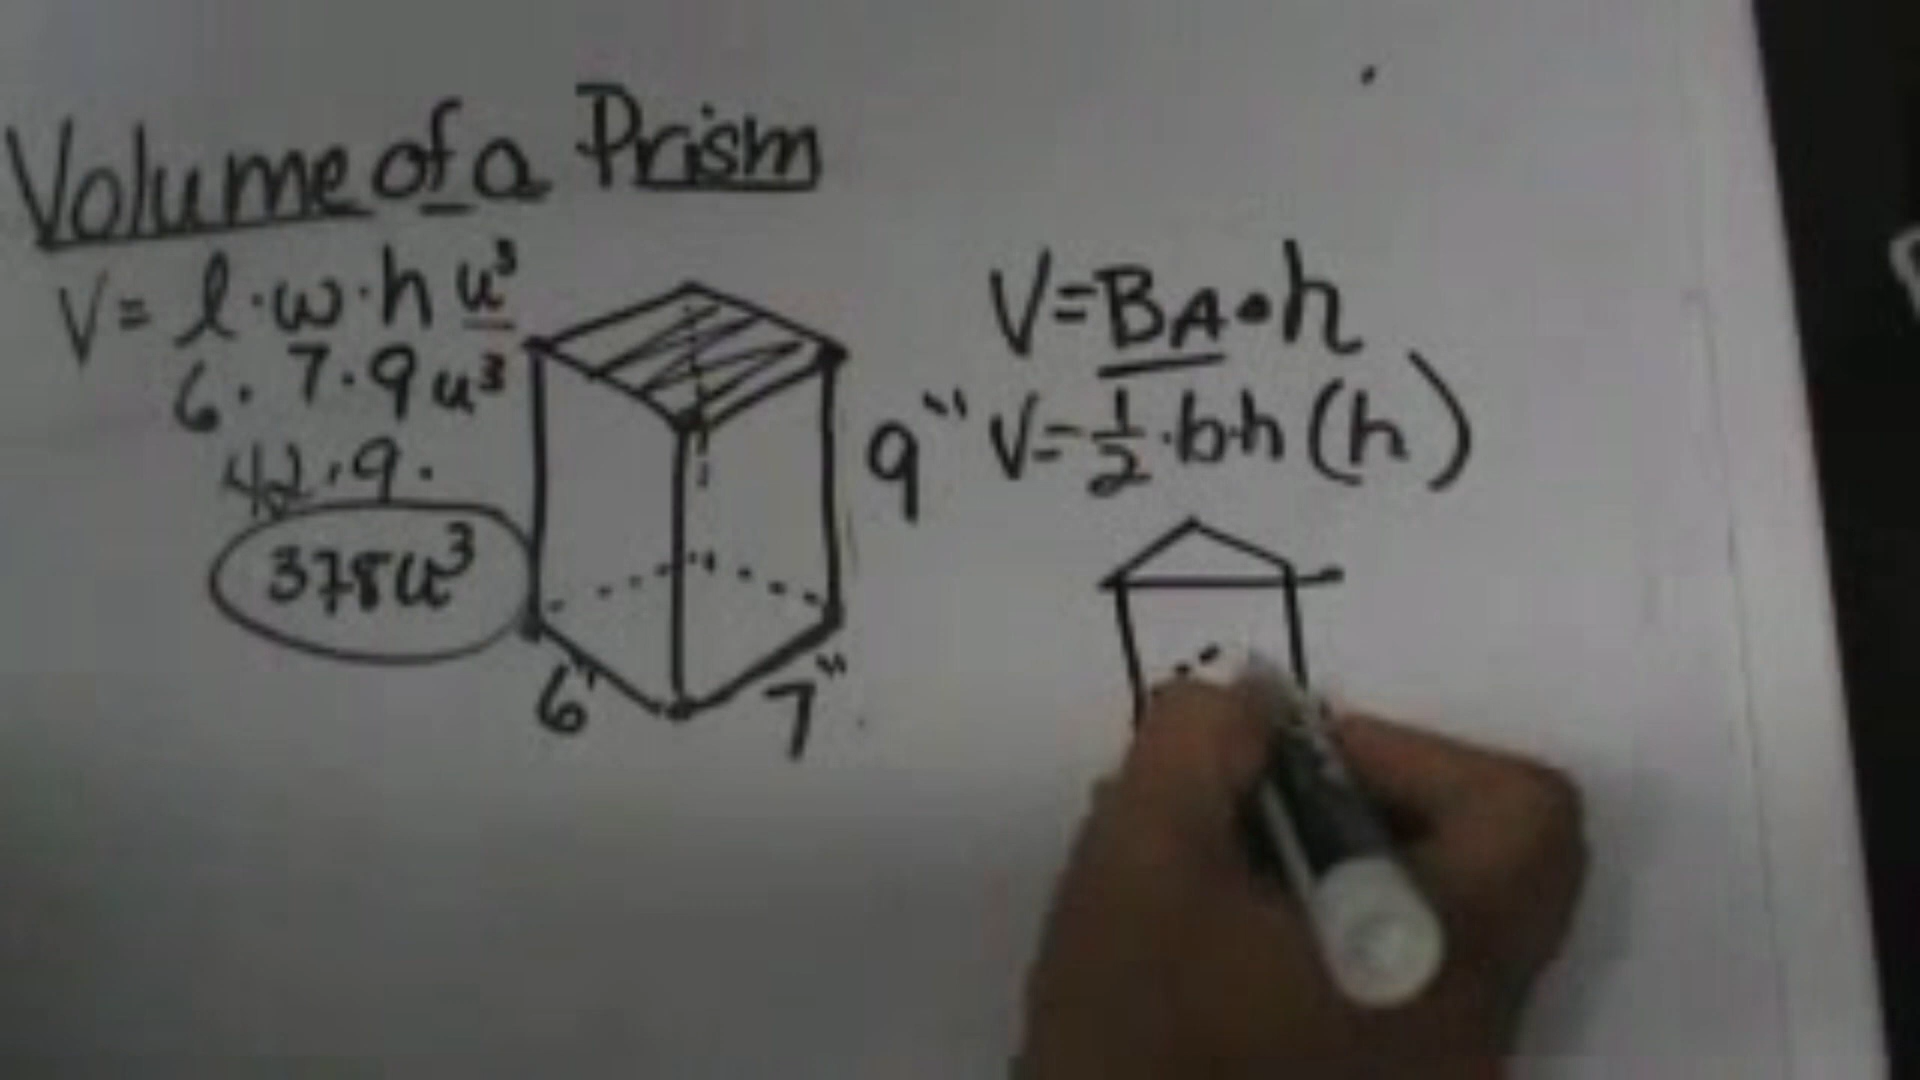 Volume of a Prism
V = l · w · h u³
6 · 7 · 9 u³
42 · 9 ·
378u³
6"
7"
9"
V = BA • h
V = 1/2 · b · h (h)